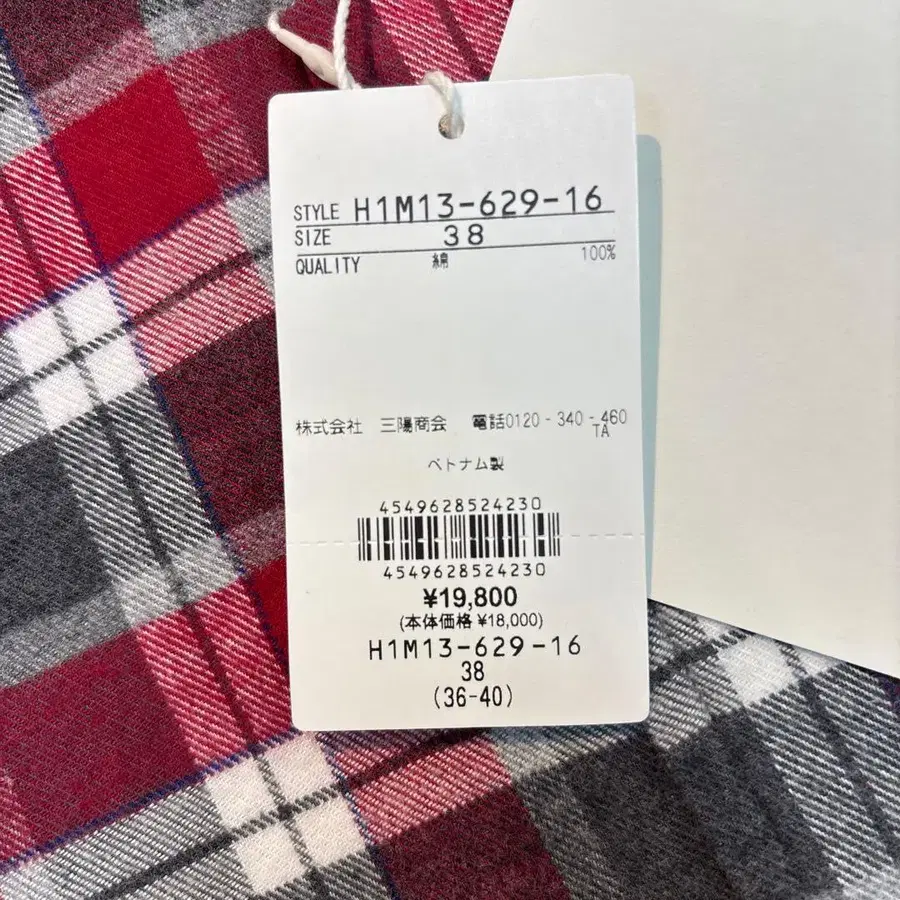 STYLE H1M13-629-16
SIZE 38
QUALITY 綿 100%
株式会社 三陽商会 電話0120-340-460
TA
ベトナム製
4549628524230
4549628524230
¥19,800
(本体価格 ¥18,000)
H1M13-629-16
38
(36-40)